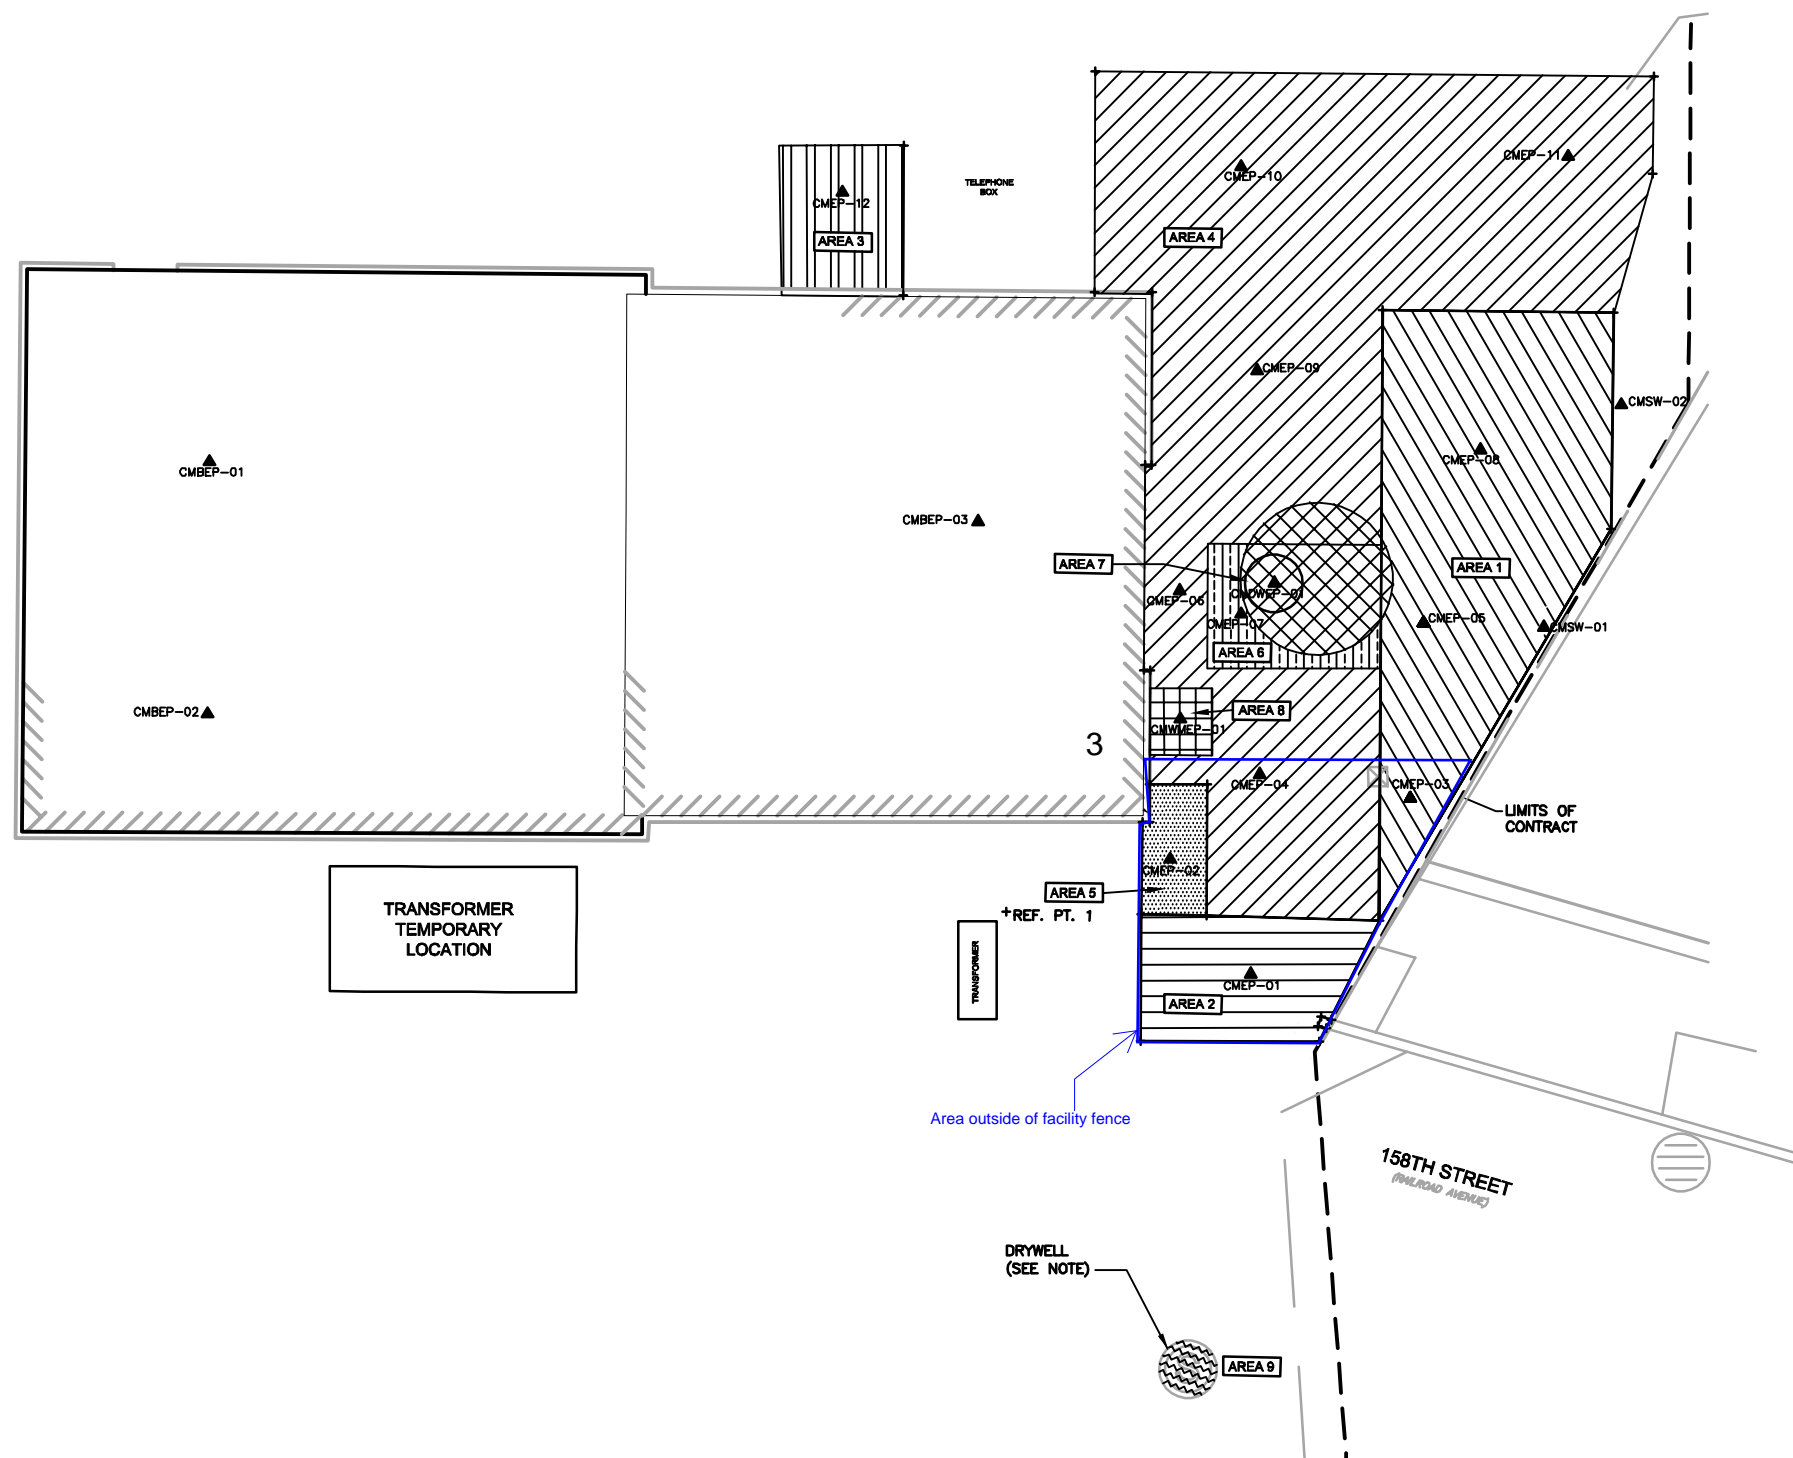 CMEP-11
CMEP-10
TELEPHONE
BOX
CMEP-12
AREA 4
AREA 3
CMEP-09
CMSW-02
CMEP-08
CMBEP-01
CMBEP-03
AREA 7
AREA 1
CMDWEP-01
CMEP-06
CMEP-07
CMEP-05
CMSW-01
AREA 6
CMBEP-02
AREA 8
CMWMEP-01
3
CMEP-04
CMEP-03
LIMITS OF
CONTRACT
CMEP-02
AREA 5
REF. PT. 1
TRANSFORMER
TEMPORARY
LOCATION
TRANSFORMER
CMEP-01
AREA 2
Area outside of facility fence
158TH STREET
(RAILROAD AVENUE)
DRYWELL
(SEE NOTE)
AREA 9